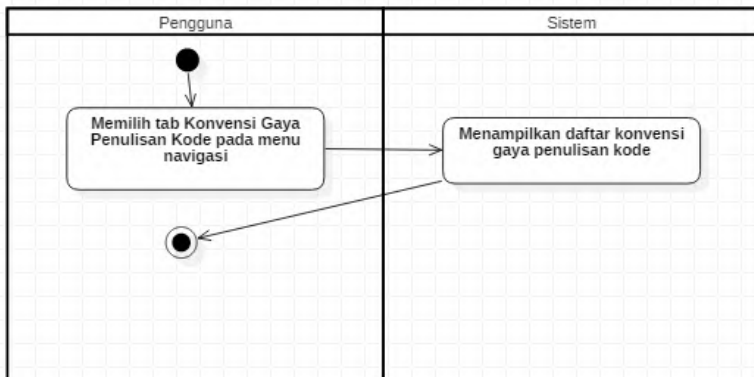 Pengguna
Sistem
Memilih tab Konvensi Gaya
Penulisan Kode pada menu
navigasi
Menampilkan daftar konvensi
gaya penulisan kode